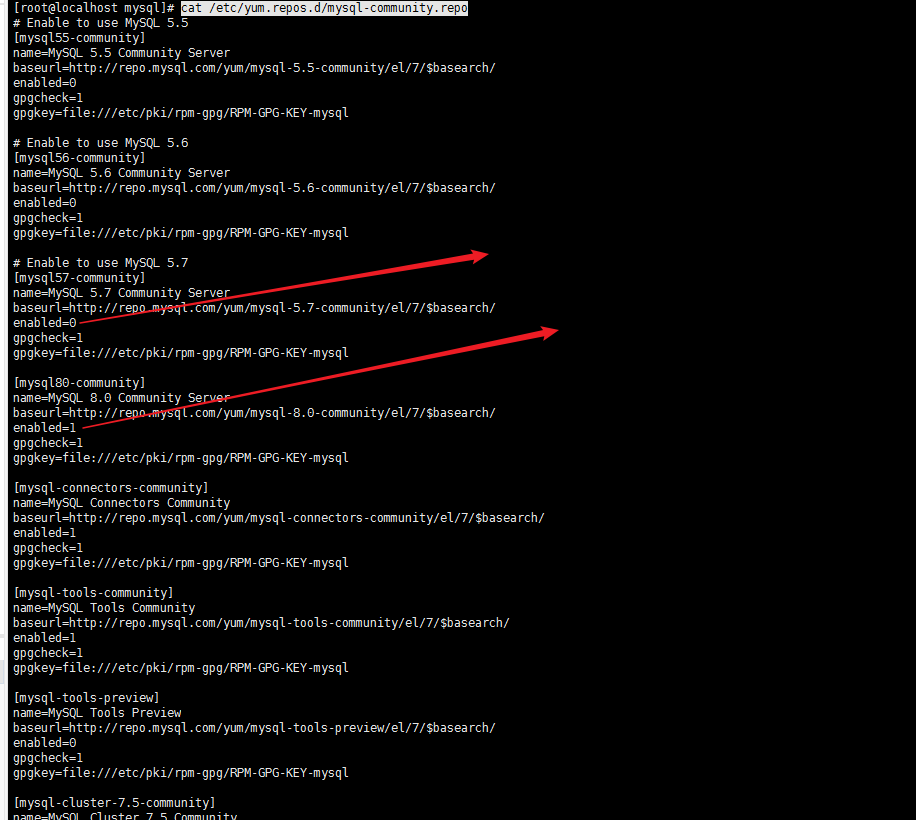 [root@localhost mysql]# cat /etc/yum.repos.d/mysql-community.repo
# Enable to use MySQL 5.5
[mysql55-community]
name=MySQL 5.5 Community Server
baseurl=http://repo.mysql.com/yum/mysql-5.5-community/el/7/$basearch/
enabled=0
gpgcheck=1
gpgkey=file:///etc/pki/rpm-gpg/RPM-GPG-KEY-mysql

# Enable to use MySQL 5.6
[mysql56-community]
name=MySQL 5.6 Community Server
baseurl=http://repo.mysql.com/yum/mysql-5.6-community/el/7/$basearch/
enabled=0
gpgcheck=1
gpgkey=file:///etc/pki/rpm-gpg/RPM-GPG-KEY-mysql

# Enable to use MySQL 5.7
[mysql57-community]
name=MySQL 5.7 Community Server
baseurl=http://repo.mysql.com/yum/mysql-5.7-community/el/7/$basearch/
enabled=0
gpgcheck=1
gpgkey=file:///etc/pki/rpm-gpg/RPM-GPG-KEY-mysql

[mysql80-community]
name=MySQL 8.0 Community Server
baseurl=http://repo.mysql.com/yum/mysql-8.0-community/el/7/$basearch/
enabled=1
gpgcheck=1
gpgkey=file:///etc/pki/rpm-gpg/RPM-GPG-KEY-mysql

[mysql-connectors-community]
name=MySQL Connectors Community
baseurl=http://repo.mysql.com/yum/mysql-connectors-community/el/7/$basearch/
enabled=1
gpgcheck=1
gpgkey=file:///etc/pki/rpm-gpg/RPM-GPG-KEY-mysql

[mysql-tools-community]
name=MySQL Tools Community
baseurl=http://repo.mysql.com/yum/mysql-tools-community/el/7/$basearch/
enabled=1
gpgcheck=1
gpgkey=file:///etc/pki/rpm-gpg/RPM-GPG-KEY-mysql

[mysql-tools-preview]
name=MySQL Tools Preview
baseurl=http://repo.mysql.com/yum/mysql-tools-preview/el/7/$basearch/
enabled=0
gpgcheck=1
gpgkey=file:///etc/pki/rpm-gpg/RPM-GPG-KEY-mysql

[mysql-cluster-7.5-community]
name=MySQL Cluster 7.5 Community